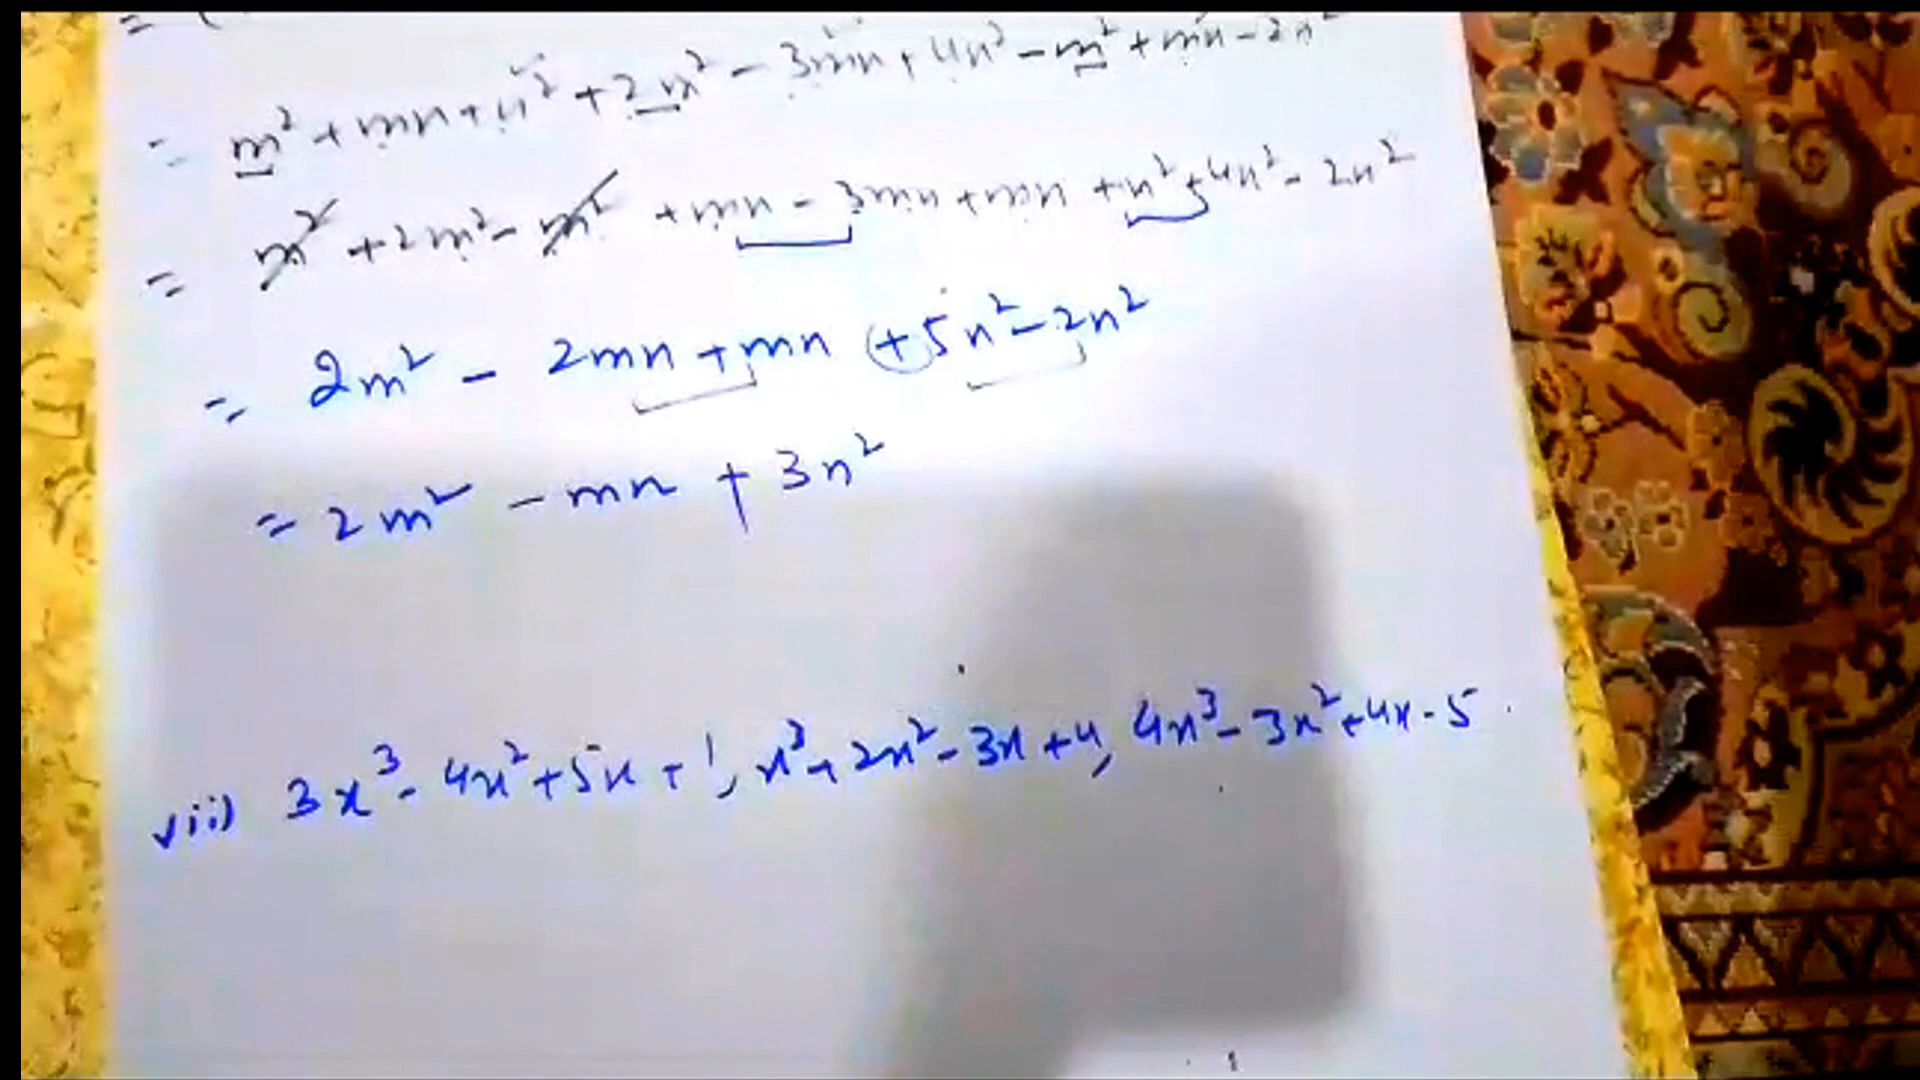 = (
= m² + mn + n² + 2m² - 3mn + 4n² - m² + mn - 2n²
= m² + 2m² - m² + mn - 3mn + mn + n² + 4n² - 2n²
= 2m² - 2mn + mn + 5n² - 2n²
= 2m² - mn + 3n²
vii) 3x³ - 4x² + 5x + 1, x³ + 2x² - 3x + 4, 4x³ - 3x² + 4x - 5